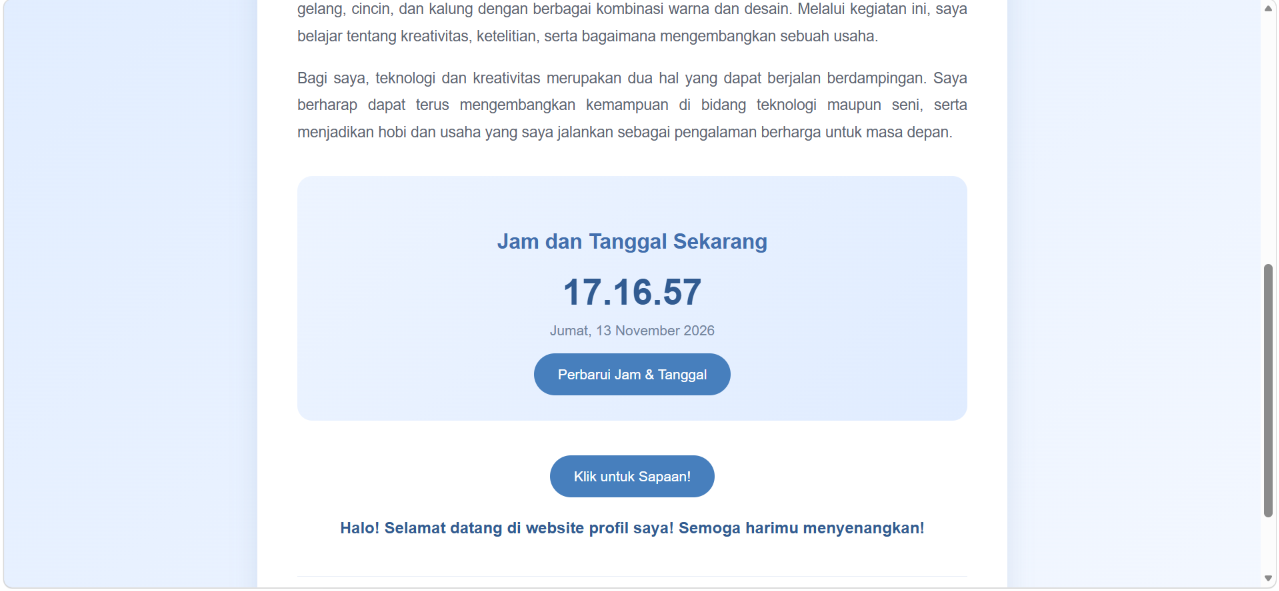 gelang, cincin, dan kalung dengan berbagai kombinasi warna dan desain. Melalui kegiatan ini, saya
belajar tentang kreativitas, ketelitian, serta bagaimana mengembangkan sebuah usaha.
Bagi saya, teknologi dan kreativitas merupakan dua hal yang dapat berjalan berdampingan. Saya
berharap dapat terus mengembangkan kemampuan di bidang teknologi maupun seni, serta
menjadikan hobi dan usaha yang saya jalankan sebagai pengalaman berharga untuk masa depan.
Jam dan Tanggal Sekarang
17.16.57
Jumat, 13 November 2026
Perbarui Jam & Tanggal
Klik untuk Sapaan!
Halo! Selamat datang di website profil saya! Semoga harimu menyenangkan!